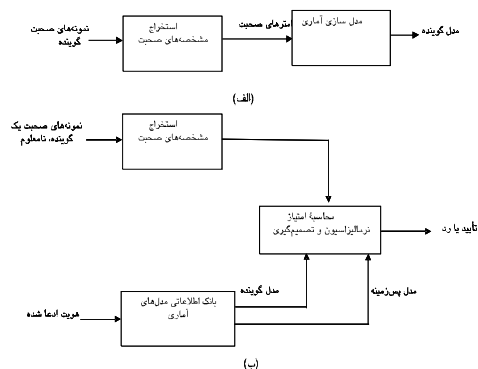 نمونه‌های صحبت
گوینده
استخراج
مشخصه‌های صحبت
امترهای صحبت
مدل سازی آماری
مدل گوینده
(الف)
نمونه‌های صحبت یک
گوینده، نامعلوم
استخراج
مشخصه‌های صحبت
محاسبهٔ امتیاز
نرمالیزاسیون و تصمیم‌گیری
تأیید یا رد
مدل گوینده
مدل پس‌زمینه
هویت ادعا شده
بانک اطلاعاتی مدل‌های
آماری
(ب)